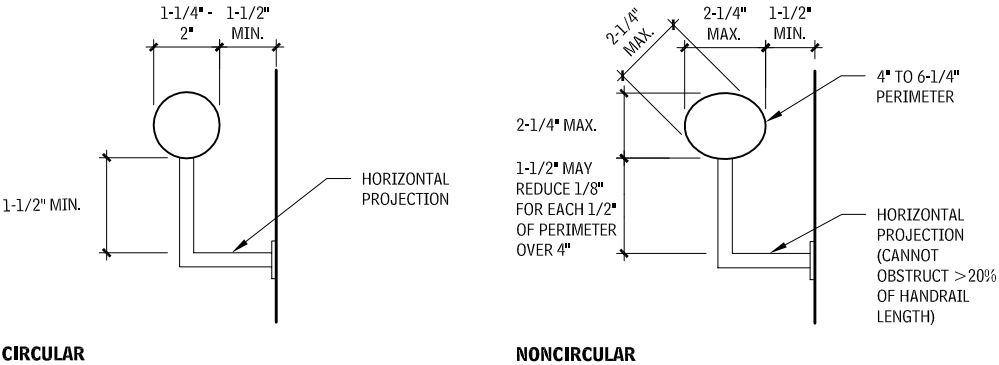 1-1/4" -
2"
1-1/2"
MIN.
1-1/2" MIN.
HORIZONTAL
PROJECTION
CIRCULAR
2-1/4"
MAX.
2-1/4"
MAX.
1-1/2"
MIN.
4" TO 6-1/4"
PERIMETER
2-1/4" MAX.
1-1/2" MAY
REDUCE 1/8"
FOR EACH 1/2"
OF PERIMETER
OVER 4"
HORIZONTAL
PROJECTION
(CANNOT
OBSTRUCT >20%
OF HANDRAIL
LENGTH)
NONCIRCULAR